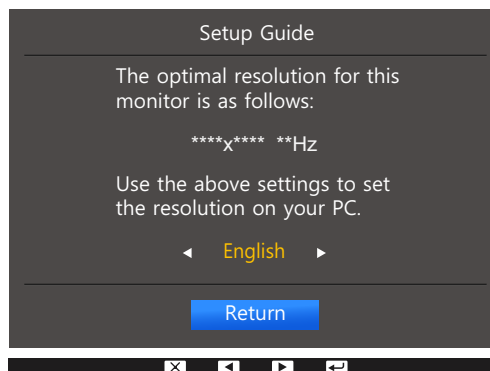 Setup Guide
The optimal resolution for this
monitor is as follows:
****x**** **Hz
Use the above settings to set
the resolution on your PC.
English
Return